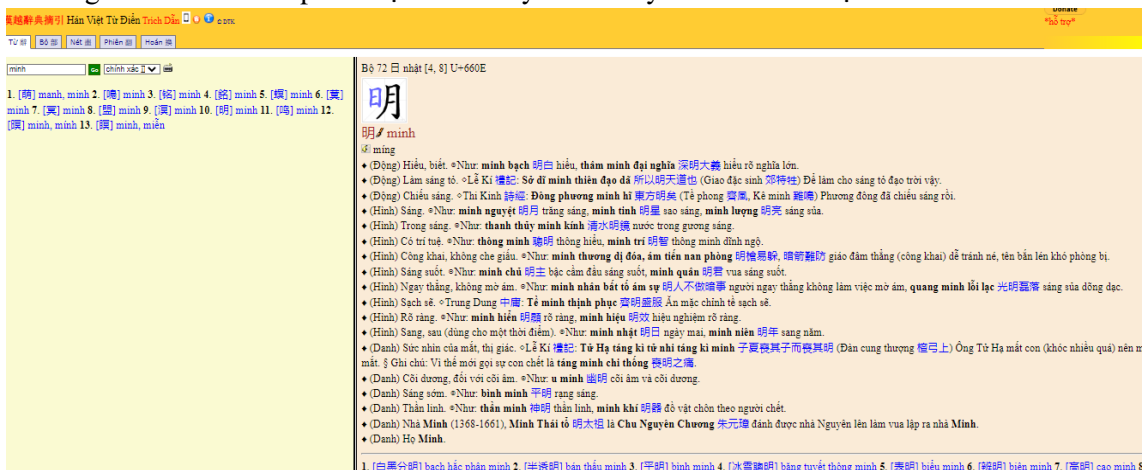 漢越辭典摘引 Hán Việt Từ Điển Trích Dẫn
Donate
*hỗ trợ*
Từ 辭 Bộ 部 Nét 畫 Phiên 翻 Hoán 換
minh Go chính xác
1. [萌] manh, minh 2. [鳴] minh 3. [铭] minh 4. [銘] minh 5. [螟] minh 6. [蓂]
minh 7. [冥] minh 8. [盟] minh 9. [溟] minh 10. [明] minh 11. [鸣] minh 12.
[暝] minh, mính 13. [瞑] minh, miễn
Bộ 72 日 nhật [4, 8] U+660E
明
明 minh
míng
♦ (Động) Hiểu, biết. ◎Như: minh bạch 明白 hiểu, thâm minh đại nghĩa 深明大義 hiểu rõ nghĩa lớn.
♦ (Động) Làm sáng tỏ. ◇Lễ Kí 禮記: Sở dĩ minh thiên đạo dã 所以明天道也 (Giao đặc sinh 郊特牲) Để làm cho sáng tỏ đạo trời vậy.
♦ (Động) Chiếu sáng. ◇Thi Kinh 詩經: Đông phương minh hĩ 東方明矣 (Tề phong 齊風, Kê minh 雞鳴) Phương đông đã chiếu sáng rồi.
♦ (Hình) Sáng. ◎Như: minh nguyệt 明月 trăng sáng, minh tinh 明星 sao sáng, minh lượng 明亮 sáng sủa.
♦ (Hình) Trong sáng. ◎Như: thanh thủy minh kính 清水明鏡 nước trong gương sáng.
♦ (Hình) Có trí tuệ. ◎Như: thông minh 聰明 thông hiểu, minh trí 明智 thông minh dĩnh ngộ.
♦ (Hình) Công khai, không che giấu. ◎Như: minh thương dị đóa, ám tiến nan phòng 明槍易躲, 暗箭難防 giáo đâm thẳng (công khai) dễ tránh né, tên bắn lén khó phòng bị.
♦ (Hình) Sáng suốt. ◎Như: minh chủ 明主 bậc cầm đầu sáng suốt, minh quân 明君 vua sáng suốt.
♦ (Hình) Ngay thẳng, không mờ ám. ◎Như: minh nhân bất tố ám sự 明人不做暗事 người ngay thẳng không làm việc mờ ám, quang minh lỗi lạc 光明磊落 sáng sủa dõng dạc.
♦ (Hình) Sạch sẽ. ◇Trung Dung 中庸: Tề minh thịnh phục 齊明盛服 Ăn mặc chỉnh tề sạch sẽ.
♦ (Hình) Rõ ràng. ◎Như: minh hiển 明顯 rõ ràng, minh hiệu 明效 hiệu nghiệm rõ ràng.
♦ (Hình) Sang, sau (dùng cho một thời điểm). ◎Như: minh nhật 明日 ngày mai, minh niên 明年 sang năm.
♦ (Danh) Sức nhìn của mắt, thị giác. ◇Lễ Kí 禮記: Tử Hạ táng kì tử nhi táng kì minh 子夏喪其子而喪其明 (Đàn cung thượng 檀弓上) Ông Tử Hạ mất con (khóc nhiều quá) nên m
mắt. § Ghi chú: Vì thế mới gọi sự con chết là táng minh chi thống 喪明之痛.
♦ (Danh) Cõi dương, đối với cõi âm. ◎Như: u minh 幽明 cõi âm và cõi dương.
♦ (Danh) Sáng sớm. ◎Như: bình minh 平明 rạng sáng.
♦ (Danh) Thần linh. ◎Như: thần minh 神明 thần linh, minh khí 明器 đồ vật chôn theo người chết.
♦ (Danh) Nhà Minh (1368-1661), Minh Thái tổ 明太祖 là Chu Nguyên Chương 朱元璋 đánh được nhà Nguyên lên làm vua lập ra nhà Minh.
♦ (Danh) Họ Minh.
1. [白黑分明] bạch hắc phân minh 2. [半透明] bán thấu minh 3. [平明] bình minh 4. [冰雪聰明] băng tuyết thông minh 5. [表明] biểu minh 6. [辨明] biện minh 7. [高明] cao minh 8